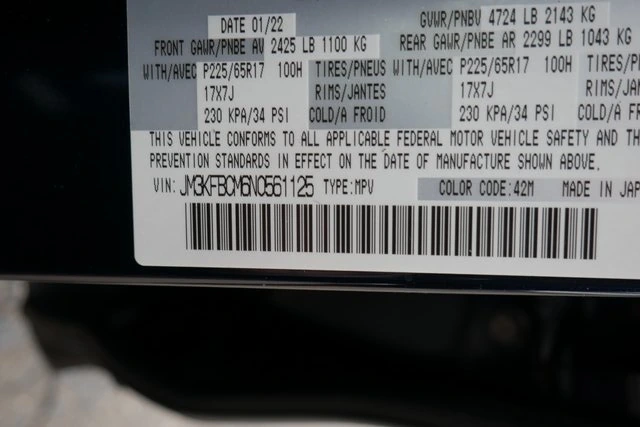 DATE 01/22 GVWR/PNBV 4724 LB 2143 KG
FRONT GAWR/PNBE AV 2425 LB 1100 KG REAR GAWR/PNBE AR 2299 LB 1043 KG
WITH/AVEC P225/65R17 100H TIRES/PNEUS WITH/AVEC P225/65R17 100H TIRES/PN
17X7J RIMS/JANTES 17X7J RIMS/JANTES
230 KPA/34 PSI COLD/A FROID 230 KPA/34 PSI COLD/A F
THIS VEHICLE CONFORMS TO ALL APPLICABLE FEDERAL MOTOR VEHICLE SAFETY AND THE
PREVENTION STANDARDS IN EFFECT ON THE DATE OF MANUFACTURE SHOWN ABOVE.
VIN: JM3KFBCM6N0561125 TYPE:MPV COLOR CODE:42M MADE IN JAP